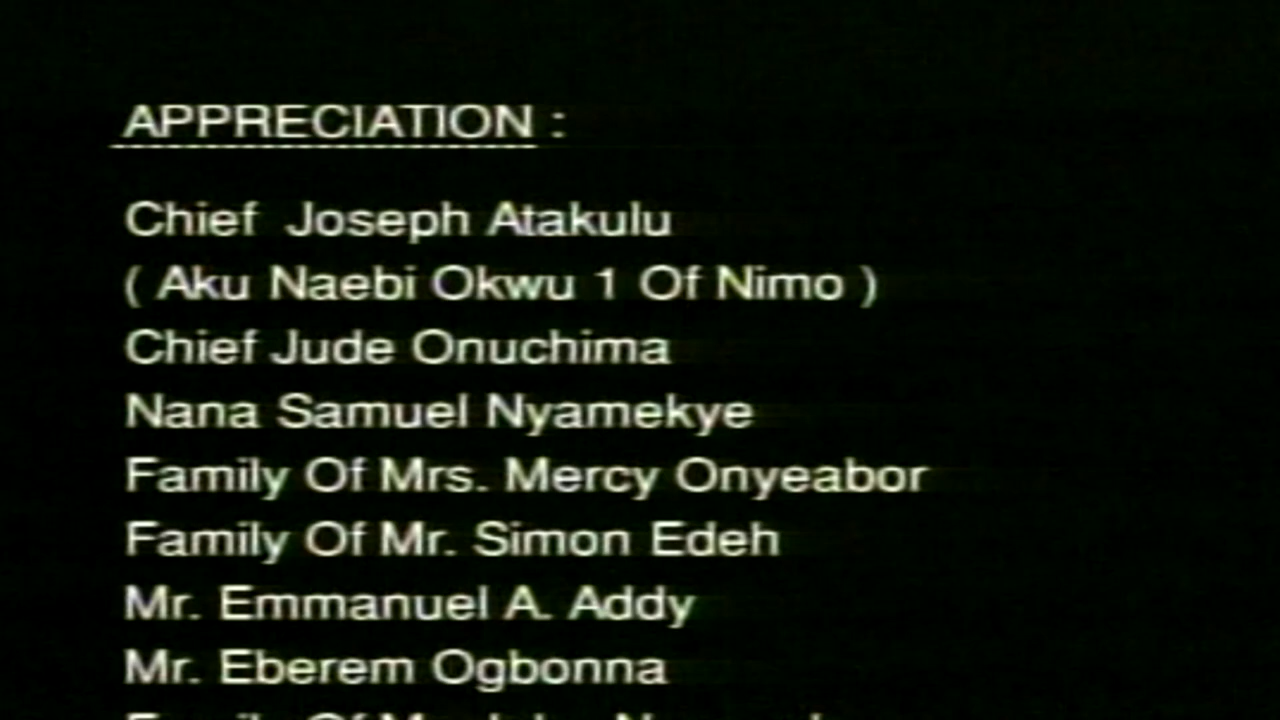 APPRECIATION :
Chief Joseph Atakulu
( Aku Naebi Okwu 1 Of Nimo )
Chief Jude Onuchima
Nana Samuel Nyamekye
Family Of Mrs. Mercy Onyeabor
Family Of Mr. Simon Edeh
Mr. Emmanuel A. Addy
Mr. Eberem Ogbonna